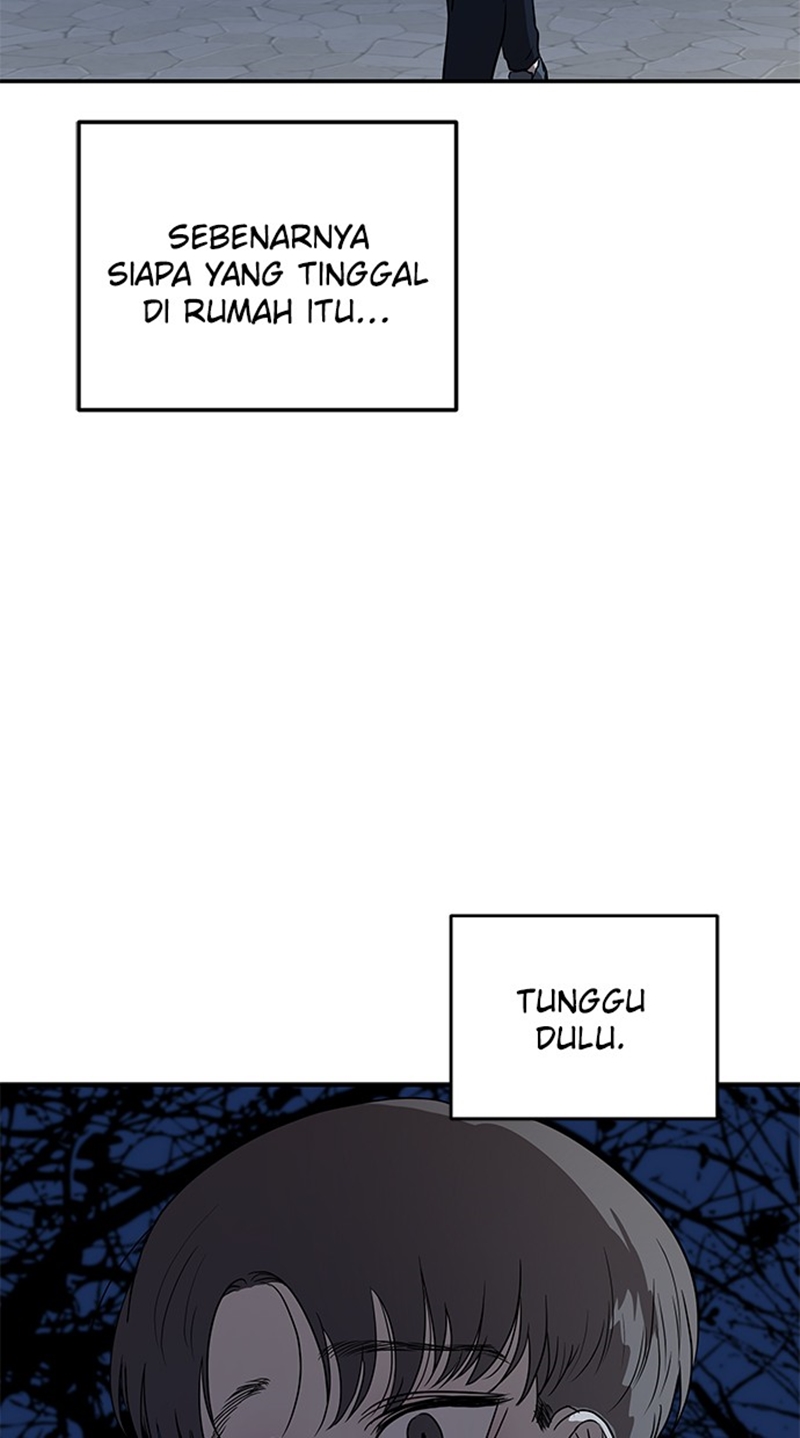 SEBENARNYA
SIAPA YANG TINGGAL
DI RUMAH ITU...
TUNGGU
DULU.